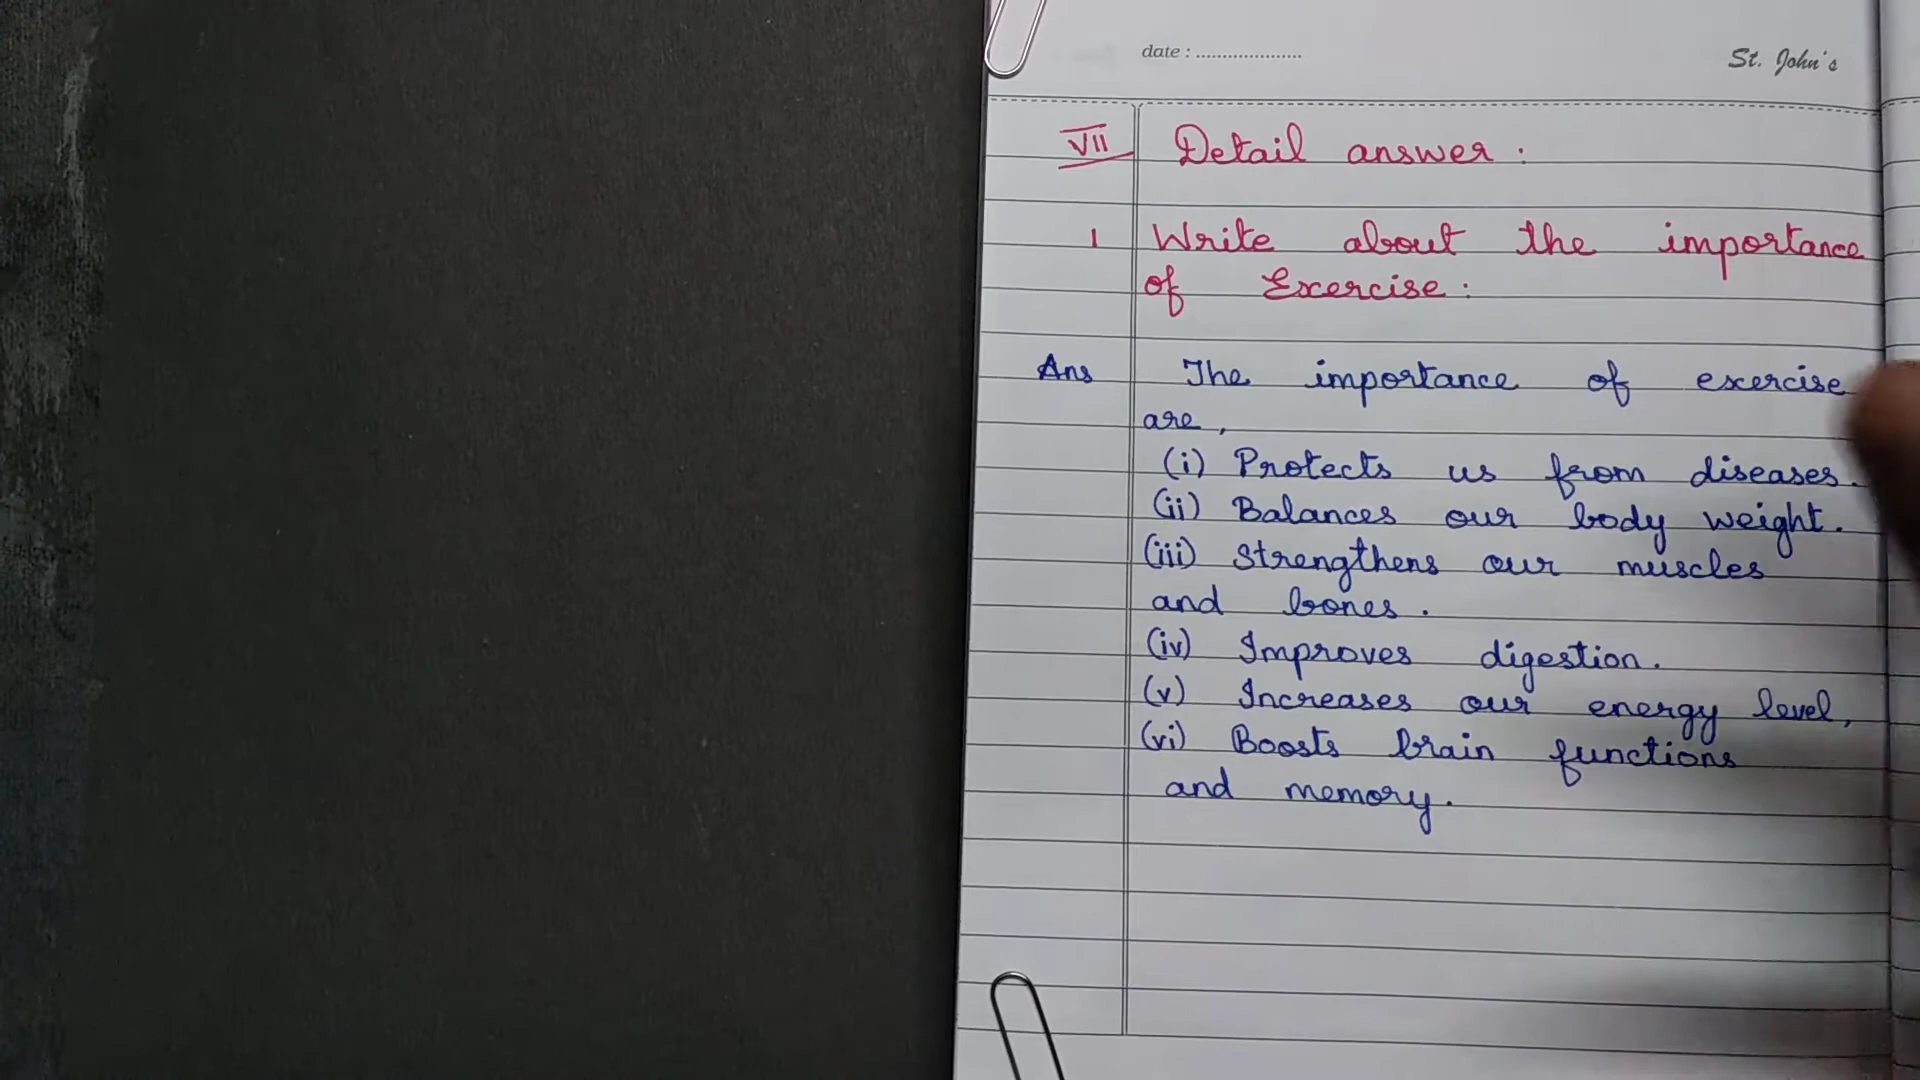 date : .....................
St. John's
VII Detail answer :
1 Write about the importance
of Exercise :
Ans The importance of exercise
are,
(i) Protects us from diseases.
(ii) Balances our body weight.
(iii) Strengthens our muscles
and bones.
(iv) Improves digestion.
(v) Increases our energy level,
(vi) Boosts brain functions
and memory.